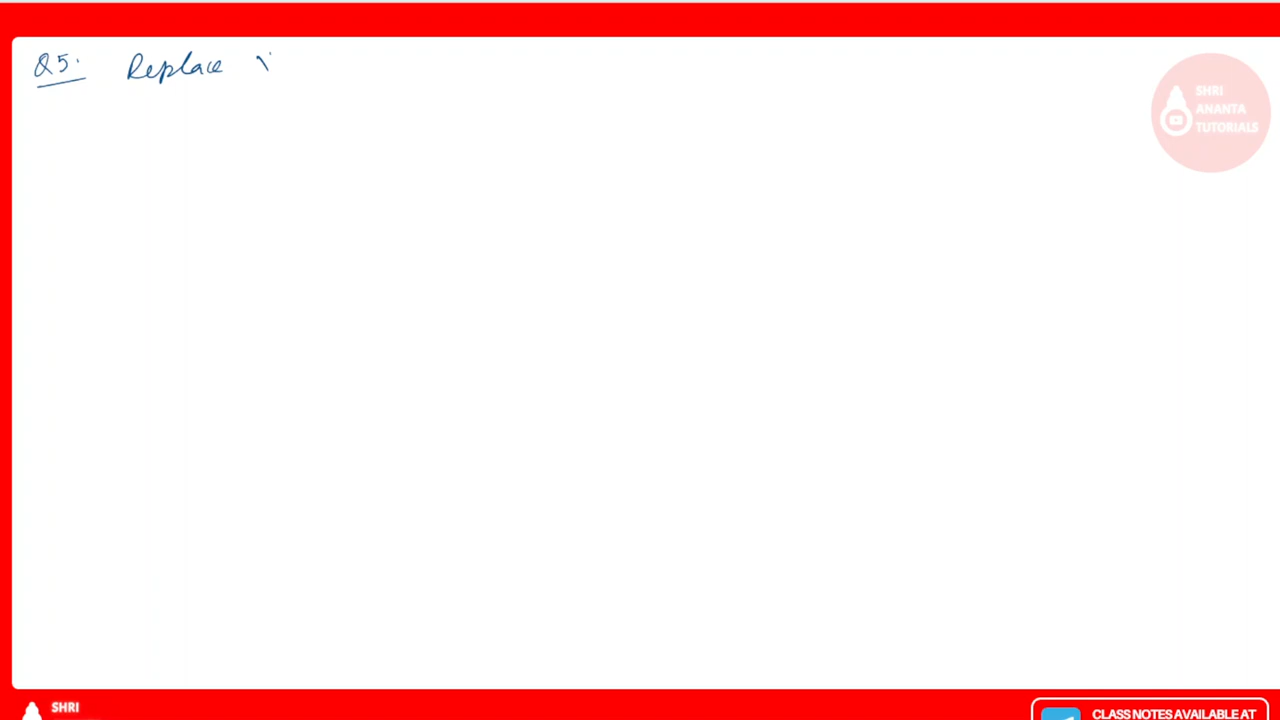 Q5. Replace
SHRI
ANANTA
TUTORIALS
SHRI
CLASS NOTES AVAILABLE AT